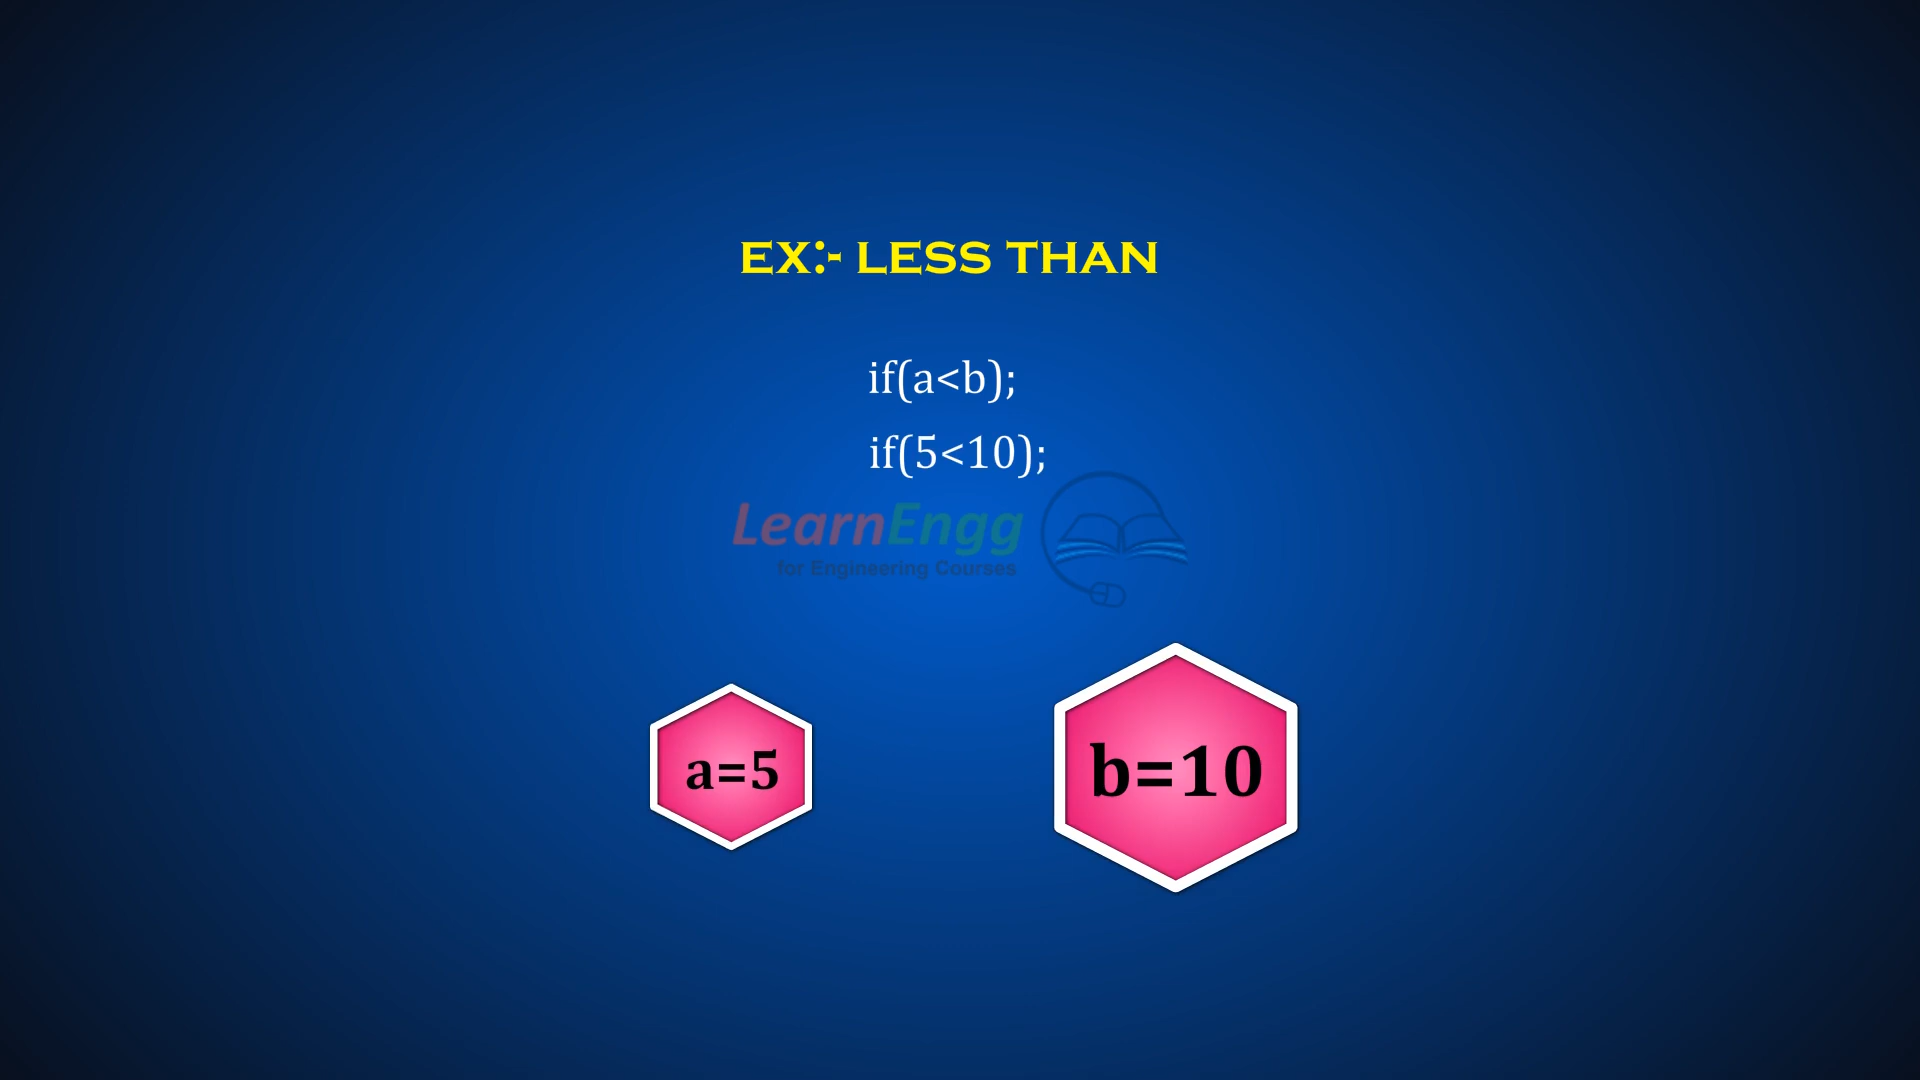 EX:- LESS THAN
if(a<b);
if(5<10);
LearnEngg
for Engineering Courses
a=5
b=10